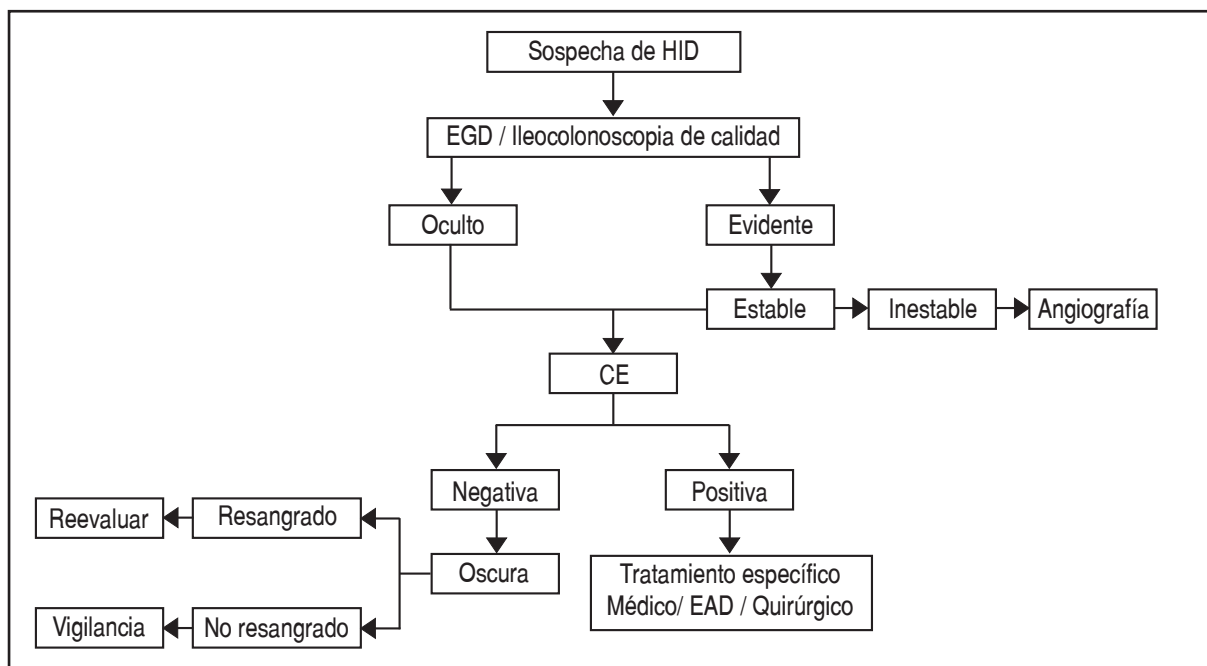 Sospecha de HID
EGD / Ileocolonoscopia de calidad
Oculto
Evidente
Estable
Inestable
Angiografía
CE
Negativa
Positiva
Reevaluar
Resangrado
Oscura
Tratamiento específico
Médico/ EAD / Quirúrgico
Vigilancia
No resangrado